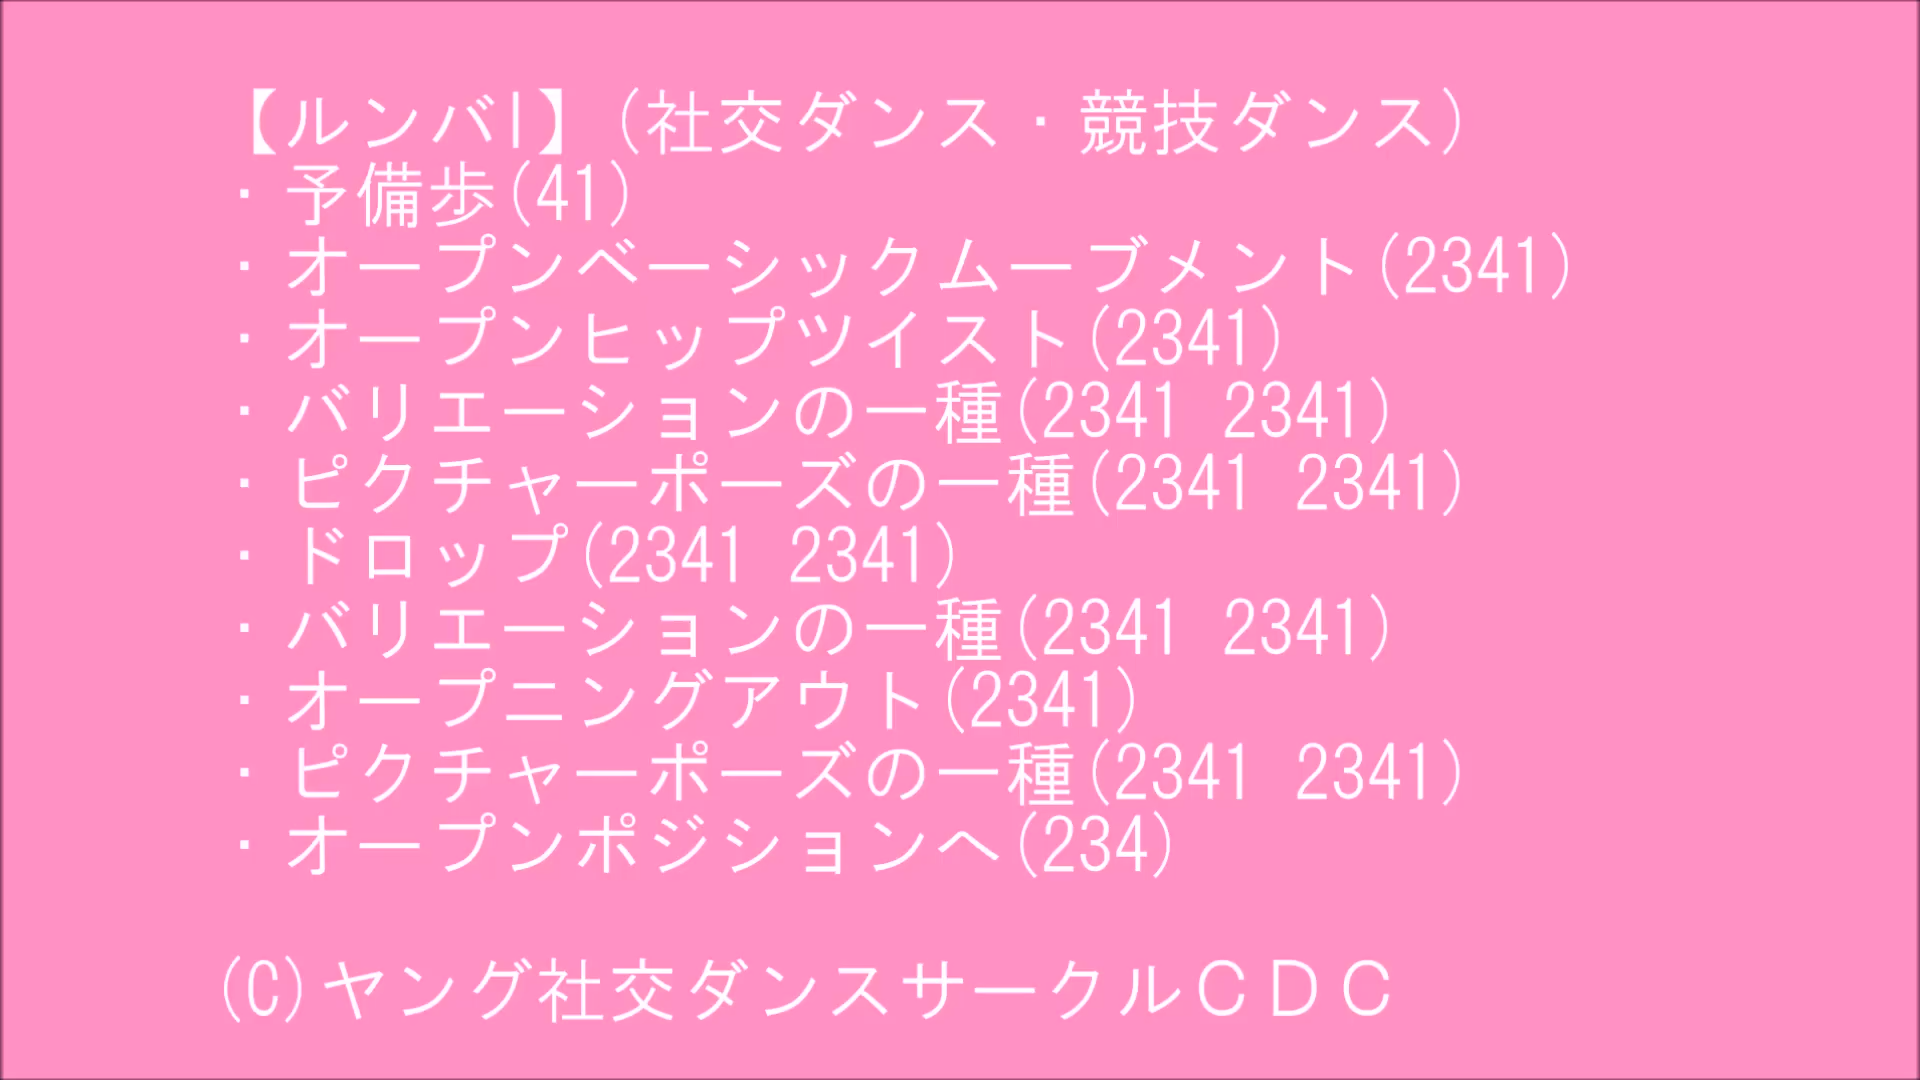 【ルンバI】(社交ダンス・競技ダンス)
・予備歩(41)
・オープンベーシックムーブメント(2341)
・オープンヒップツイスト(2341)
・バリエーションの一種(2341 2341)
・ピクチャーポーズの一種(2341 2341)
・ドロップ(2341 2341)
・バリエーションの一種(2341 2341)
・オープニングアウト(2341)
・ピクチャーポーズの一種(2341 2341)
・オープンポジションへ(234)
(C)ヤング社交ダンスサークルＣＤＣ